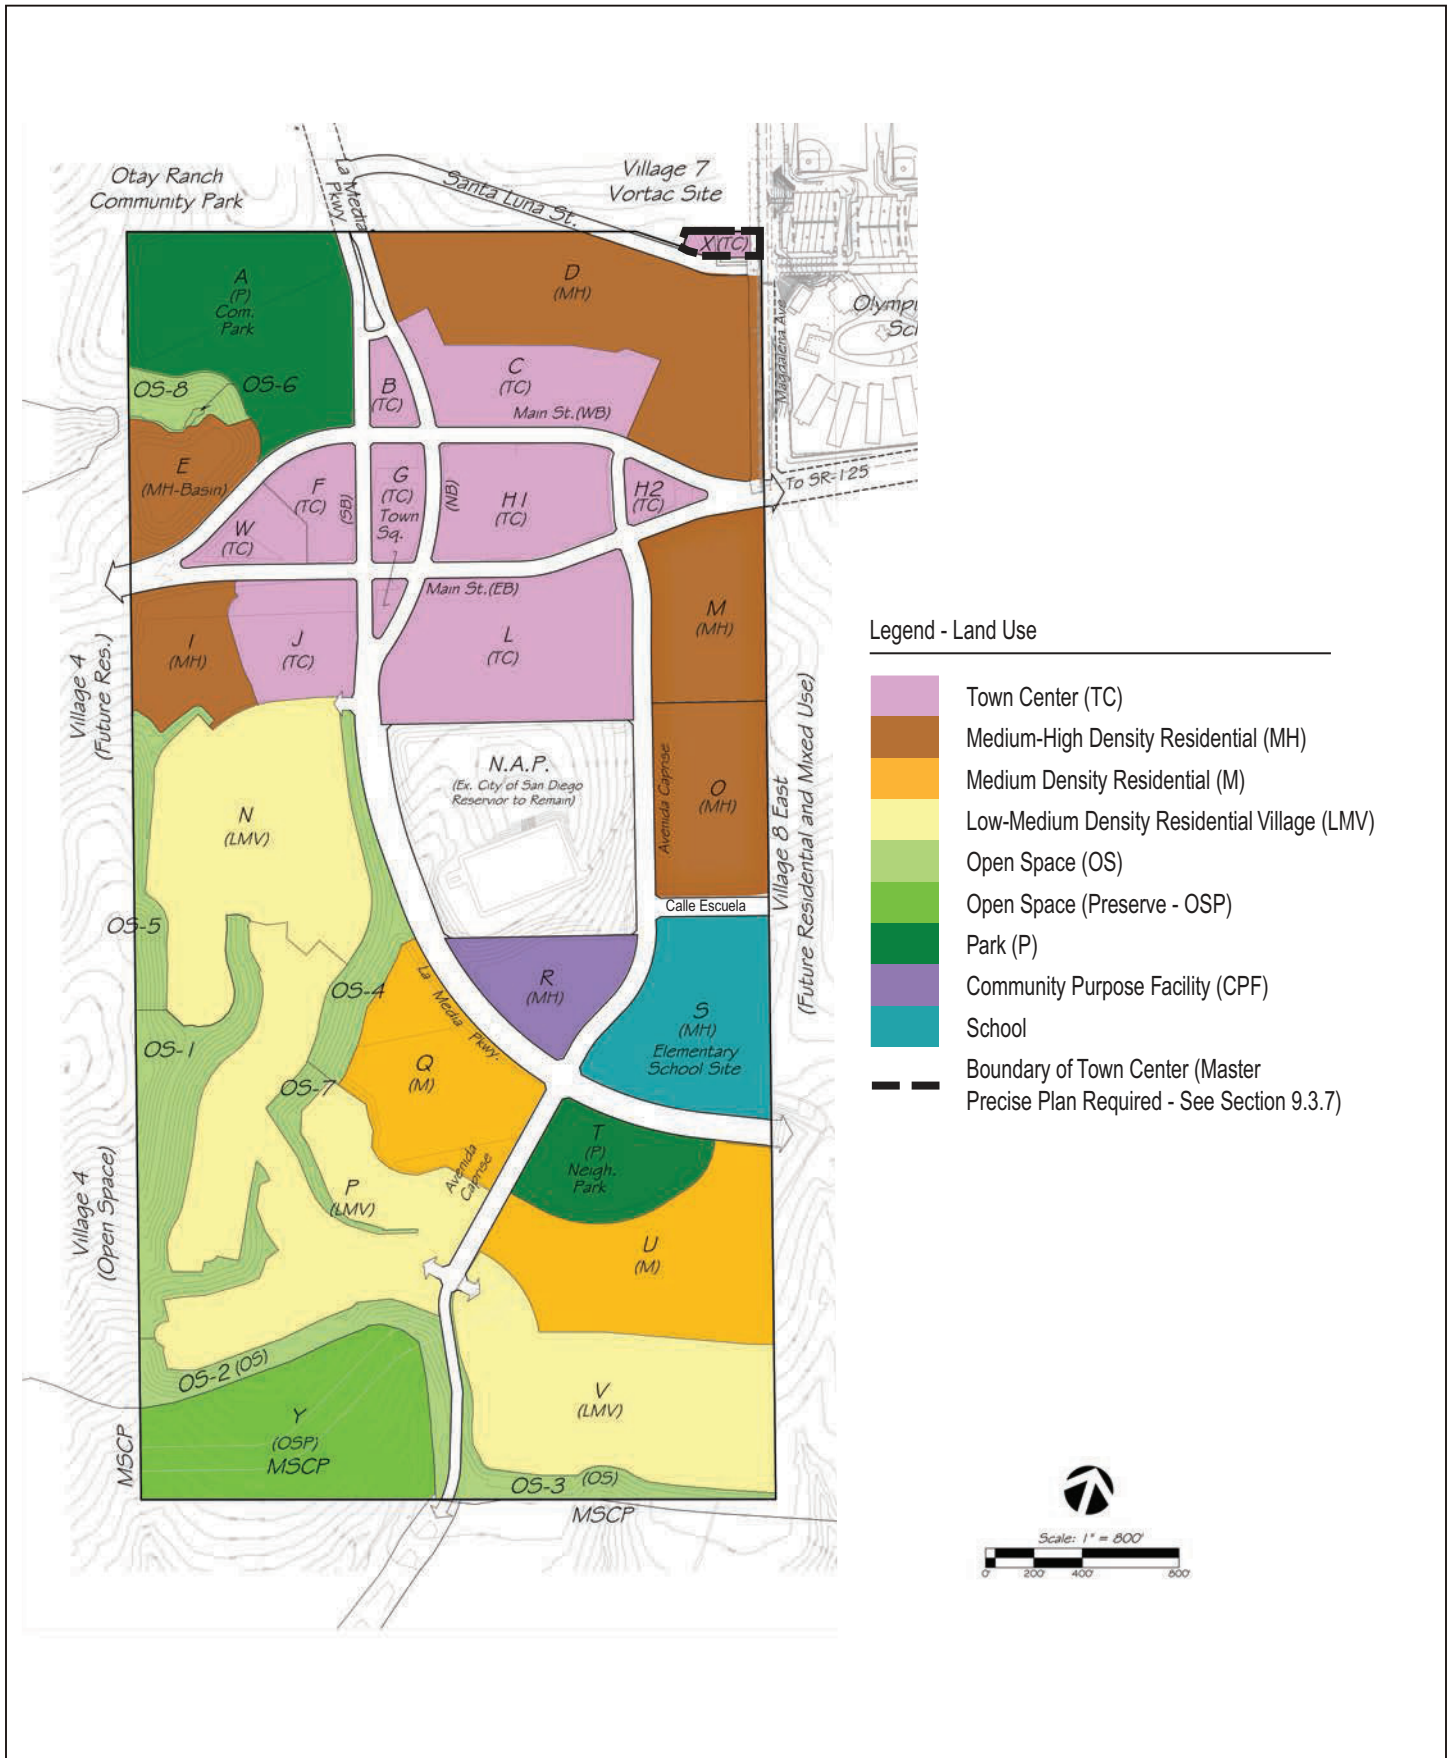 Otay Ranch
Community Park
La Media
Pkwy
Santa Luna St.
Village 7
Vortac Site
X (TC)
A
(P)
Com.
Park
D
(MH)
Magdalena Ave
OS-8
OS-6
B
(TC)
C
(TC)
Main St.(WB)
E
(MH-Basin)
F
(TC)
(SB)
G
(TC)
Town
Sq.
(NB)
H1
(TC)
H2
(TC)
To SR-125
W
(TC)
Main St.(EB)
I
(MH)
J
(TC)
L
(TC)
M
(MH)
Village 4
(Future Res.)
N.A.P.
(Ex. City of San Diego
Reservior to Remain)
Avenida Caprise
O
(MH)
Village 8 East
(Future Residential and Mixed Use)
N
(LMV)
Calle Escuela
OS-5
OS-4
La Media Pkwy.
R
(MH)
S
(MH)
Elementary
School Site
OS-1
OS-7
Q
(M)
T
(P)
Neigh.
Park
Avenida
Caprise
P
(LMV)
Village 4
(Open Space)
U
(M)
OS-2 (OS)
V
(LMV)
Y
(OSP)
MSCP
MSCP
OS-3 (OS)
MSCP
Legend - Land Use
Town Center (TC)
Medium-High Density Residential (MH)
Medium Density Residential (M)
Low-Medium Density Residential Village (LMV)
Open Space (OS)
Open Space (Preserve - OSP)
Park (P)
Community Purpose Facility (CPF)
School
Boundary of Town Center (Master
Precise Plan Required - See Section 9.3.7)
Scale: 1" = 800'
0' 200' 400' 800'